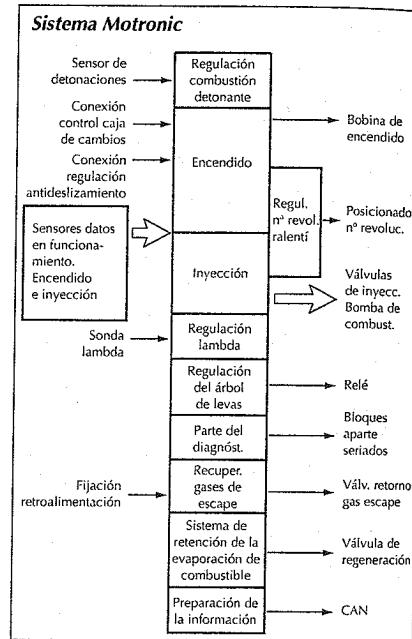 Sistema Motronic
Sensor de
detonaciones
Regulación
combustión
detonante
Conexión
control caja
de cambios
Bobina de
encendido
Conexión
regulación
antideslizamiento
Encendido
Regul.
nª revol.
ralentí
Posicionado
nº revoluc.
Sensores datos
en funciona-
miento.
Encendido
e inyección
Inyección
Válvulas
de inyecc.
Bomba de
combust.
Sonda
lambda
Regulación
lambda
Regulación
del árbol
de levas
Relé
Parte del
diagnóst.
Bloques
aparte
seriados
Fijación
retroalimentación
Recuper.
gases de
escape
Válv. retorno
gas escape
Sistema de
retención de la
evaporación de
combustible
Válvula de
regeneración
Preparación de
la información
CAN